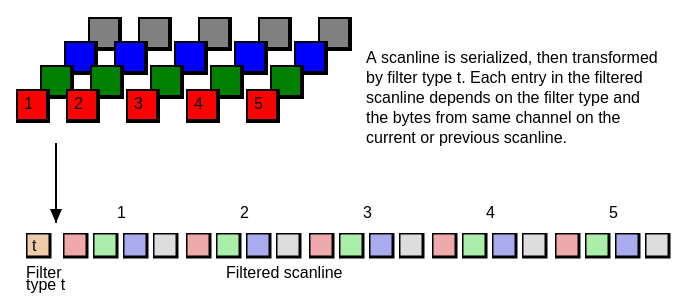 1 2 3 4 5
A scanline is serialized, then transformed
by filter type t. Each entry in the filtered
scanline depends on the filter type and
the bytes from same channel on the
current or previous scanline.
1 2 3 4 5
t
Filter
type t
Filtered scanline